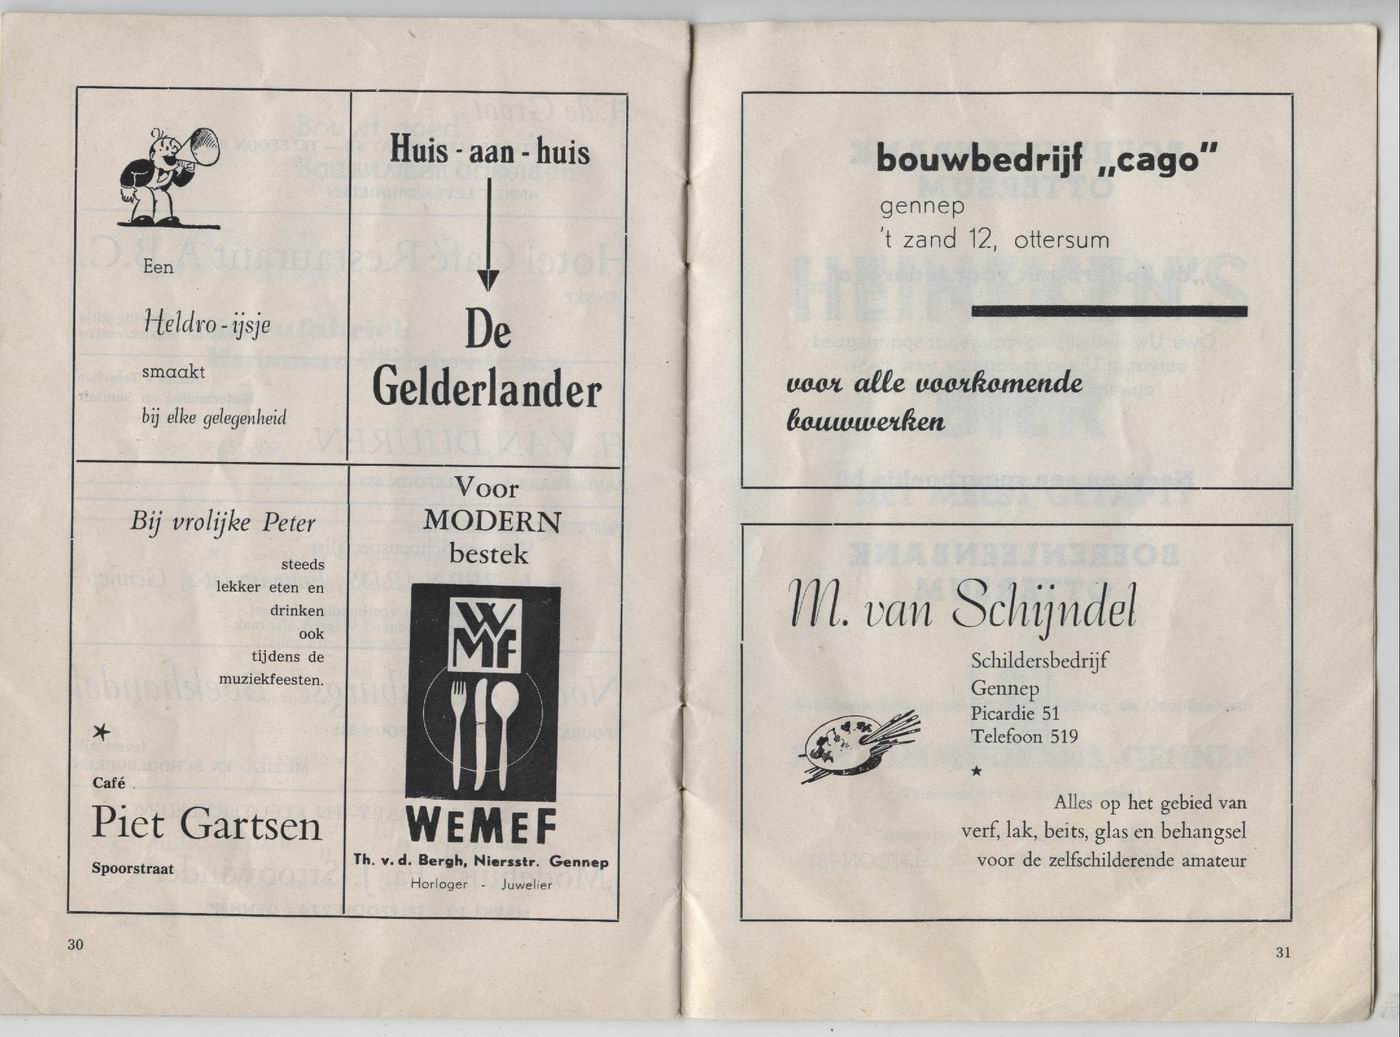 Een
Heldro-ijsje
smaakt
bij elke gelegenheid
Huis-aan-huis
De
Gelderlander
Bij vrolijke Peter
steeds
lekker eten en
drinken
ook
tijdens de
muziekfeesten.
Café
Piet Gartsen
Spoorstraat
Voor
MODERN
bestek
WMF
WEMEF
Th. v. d. Bergh, Niersstr. Gennep
Horloger - Juwelier
30
bouwbedrijf „cago”
gennep
't zand 12, ottersum
voor alle voorkomende
bouwwerken
M. van Schijndel
Schildersbedrijf
Gennep
Picardie 51
Telefoon 519
Alles op het gebied van
verf, lak, beits, glas en behangsel
voor de zelfschilderende amateur
31